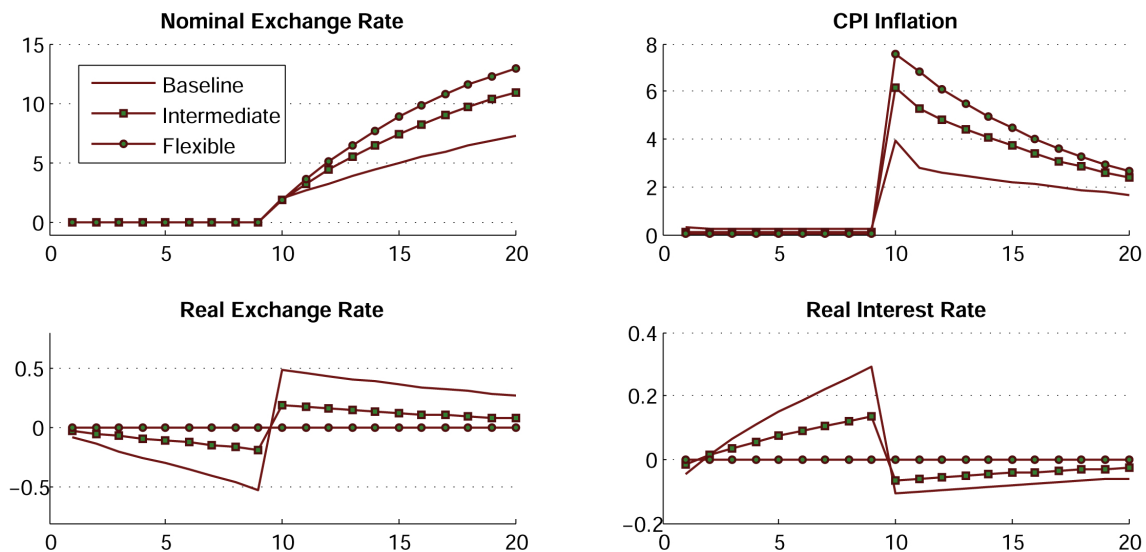 Nominal Exchange Rate
15
10
5
0
Baseline
Intermediate
Flexible
0 5 10 15 20
CPI Inflation
8
6
4
2
0
0 5 10 15 20
Real Exchange Rate
0.5
0
−0.5
0 5 10 15 20
Real Interest Rate
0.4
0.2
0
−0.2
0 5 10 15 20